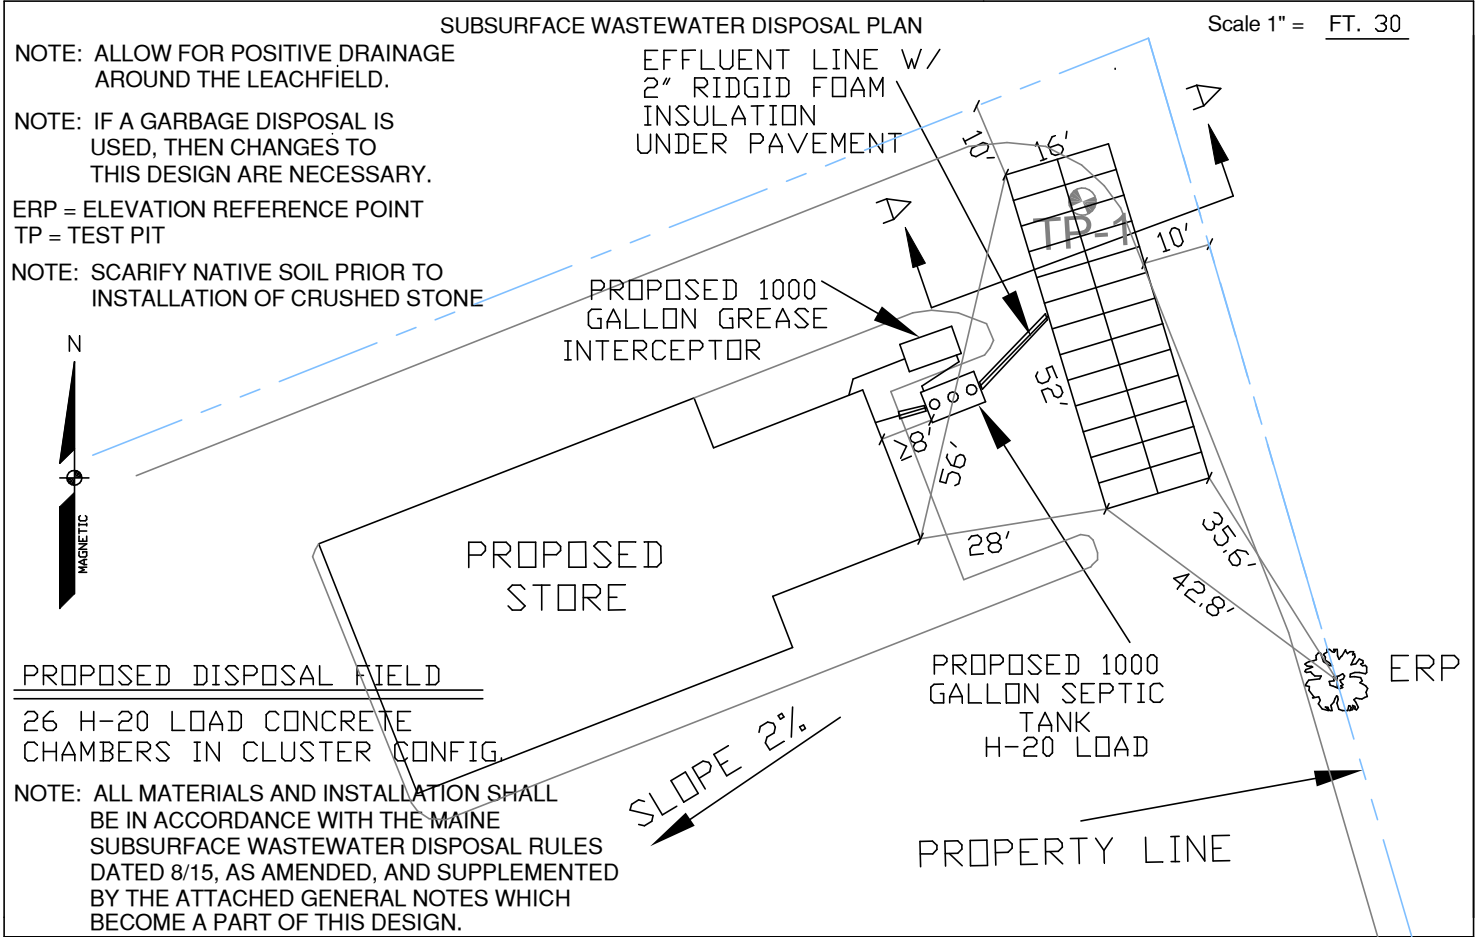 SUBSURFACE WASTEWATER DISPOSAL PLAN
Scale 1" = FT. 30
NOTE: ALLOW FOR POSITIVE DRAINAGE
AROUND THE LEACHFIELD.
NOTE: IF A GARBAGE DISPOSAL IS
USED, THEN CHANGES TO
THIS DESIGN ARE NECESSARY.
ERP = ELEVATION REFERENCE POINT
TP = TEST PIT
NOTE: SCARIFY NATIVE SOIL PRIOR TO
INSTALLATION OF CRUSHED STONE
EFFLUENT LINE W/
2" RIDGID FOAM
INSULATION
UNDER PAVEMENT
10'
16'
A
A
TP-1
10'
PROPOSED 1000
GALLON GREASE
INTERCEPTOR
N
MAGNETIC
52'
≥8'
56'
28'
35.6'
42.8'
PROPOSED
STORE
ERP
PROPOSED 1000
GALLON SEPTIC
TANK
H-20 LOAD
SLOPE 2%
PROPERTY LINE
PROPOSED DISPOSAL FIELD
26 H-20 LOAD CONCRETE
CHAMBERS IN CLUSTER CONFIG.
NOTE: ALL MATERIALS AND INSTALLATION SHALL
BE IN ACCORDANCE WITH THE MAINE
SUBSURFACE WASTEWATER DISPOSAL RULES
DATED 8/15, AS AMENDED, AND SUPPLEMENTED
BY THE ATTACHED GENERAL NOTES WHICH
BECOME A PART OF THIS DESIGN.